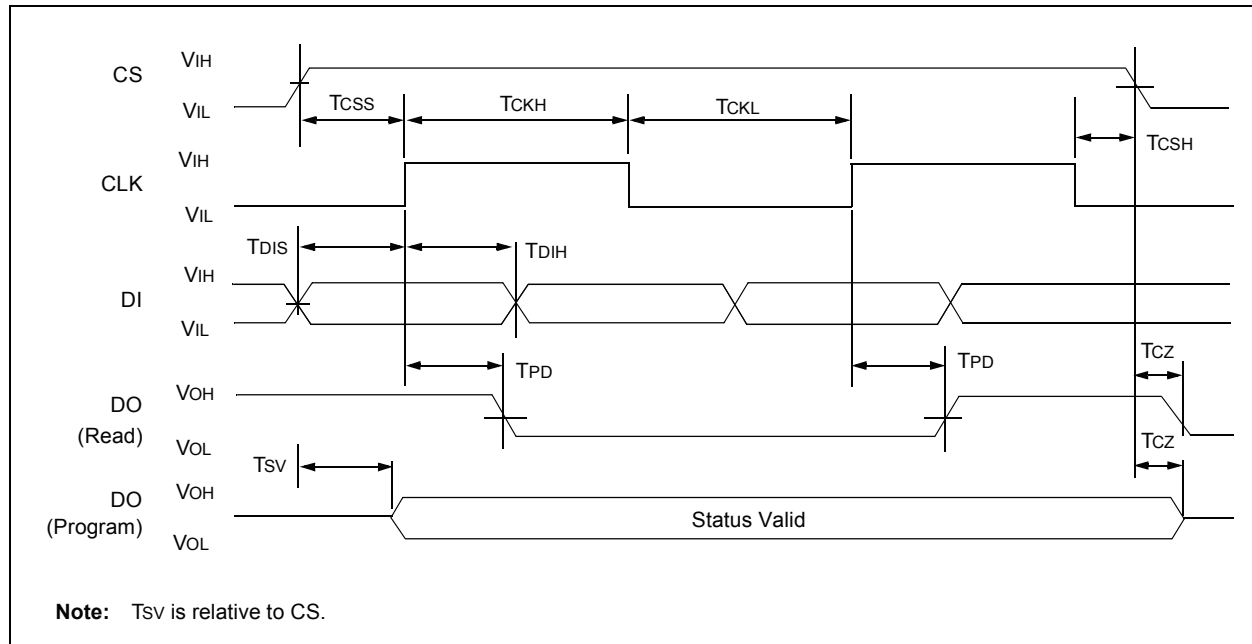 CS
VIH
VIL
TCSS
TCKH
TCKL
TCSH
CLK
VIH
VIL
TDIS
TDIH
DI
VIH
VIL
TPD
TPD
TCZ
DO
(Read)
VOH
VOL
TSV
TCZ
DO
(Program)
VOH
VOL
Status Valid
Note: TSV is relative to CS.